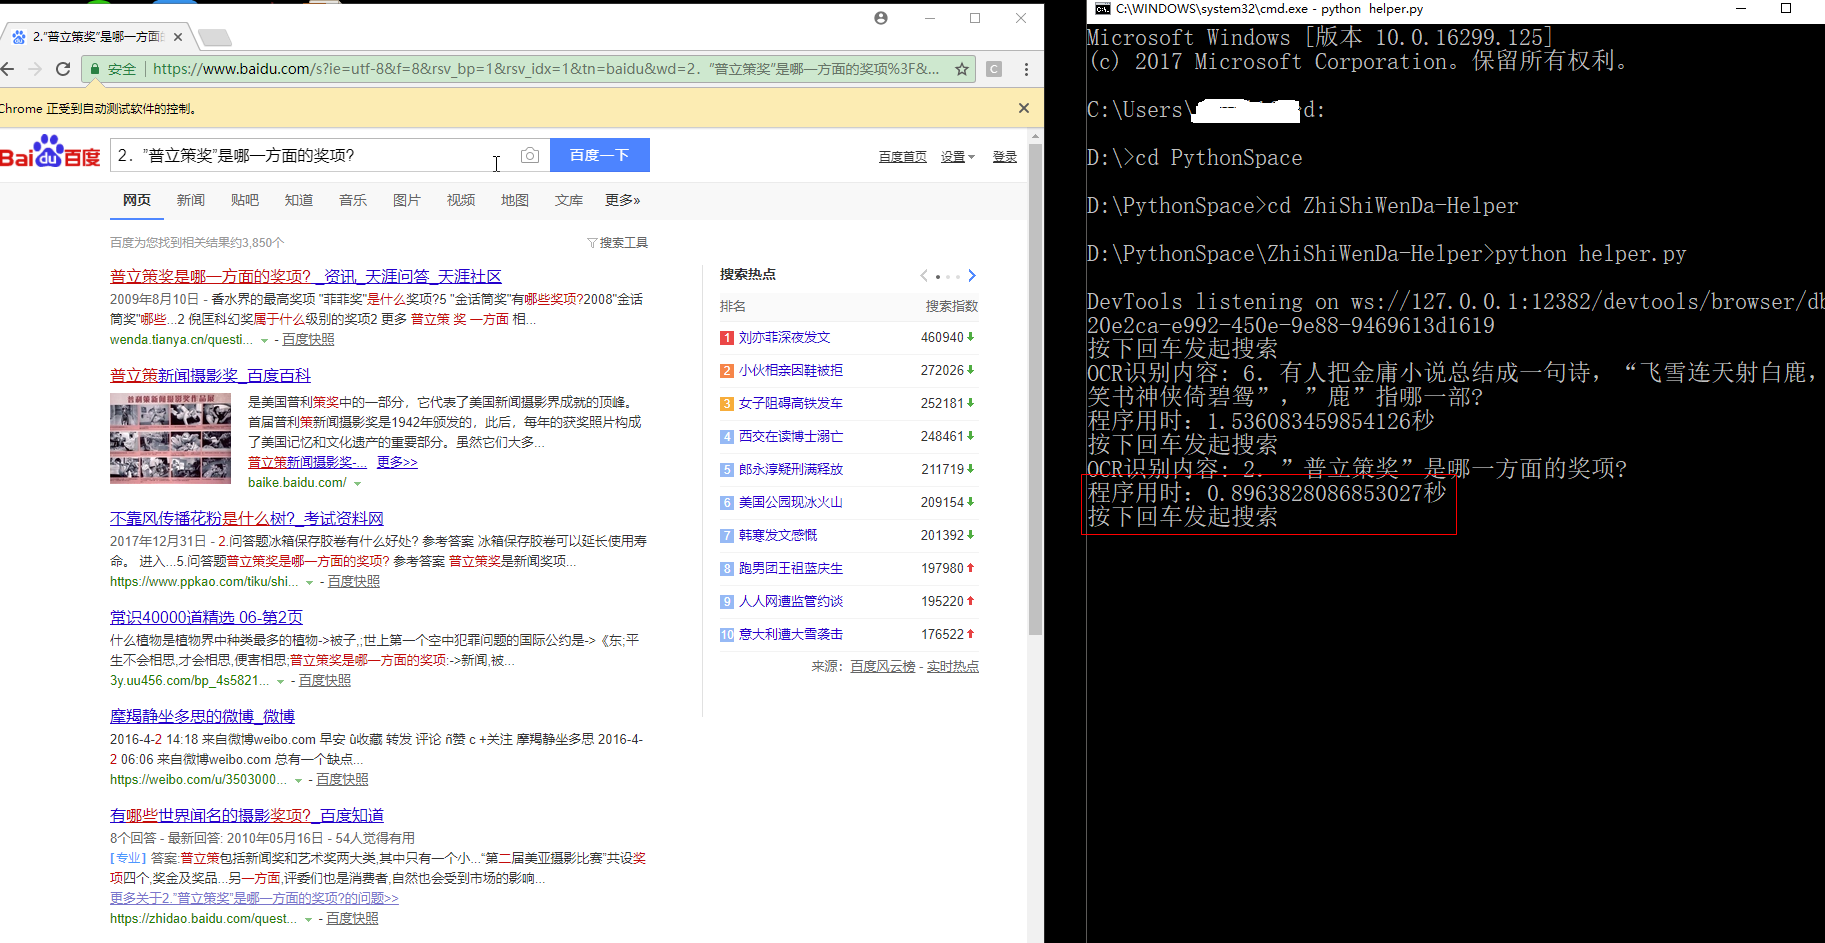 2.”普立策奖”是哪一方面
安全 https://www.baidu.com/s?ie=utf-8&f=8&rsv_bp=1&rsv_idx=1&tn=baidu&wd=2. ”普立策奖”是哪一方面的奖项%3F&...
Chrome 正受到自动测试软件的控制。
Bai du 百度
2. ”普立策奖”是哪一方面的奖项?
百度一下
百度首页 设置 登录
网页 新闻 贴吧 知道 音乐 图片 视频 地图 文库 更多»
百度为您找到相关结果约3,850个
搜索工具
普立策奖是哪一方面的奖项?_资讯_天涯问答_天涯社区
2009年8月10日 - 香水界的最高奖项 "菲菲奖"是什么奖项?5 "金话筒奖"有哪些奖项?2008"金话
筒奖"哪些...2 倪匡科幻奖属于什么级别的奖项2 更多 普立策 奖 一方面 相...
wenda.tianya.cn/questi... - 百度快照
普立策新闻摄影奖_百度百科
普利策新闻摄影奖作品展
是美国普利策奖中的一部分，它代表了美国新闻摄影界成就的顶峰。
首届普利策新闻摄影奖是1942年颁发的，此后，每年的获奖照片构成
了美国记忆和文化遗产的重要部分。虽然它们大多...
普立策新闻摄影奖-... 更多>>
baike.baidu.com/
不靠风传播花粉是什么树?_考试资料网
2017年12月31日 - 2.问答题冰箱保存胶卷有什么好处? 参考答案 冰箱保存胶卷可以延长使用寿
命。 进入...5.问答题普立策奖是哪一方面的奖项? 参考答案 普立策奖是新闻奖项...
https://www.ppkao.com/tiku/shi... - 百度快照
常识40000道精选 06-第2页
什么植物是植物界中种类最多的植物->被子,;世上第一个空中犯罪问题的国际公约是->《东;平
生不会相思,才会相思,便害相思;普立策奖是哪一方面的奖项:->新闻,被...
3y.uu456.com/bp_4s5821... - 百度快照
摩羯静坐多思的微博_微博
2016-4-2 14:18 来自微博weibo.com 早安 û收藏 转发 评论 ñ赞 c +关注 摩羯静坐多思 2016-4-
2 06:06 来自微博weibo.com 总有一个缺点...
https://weibo.com/u/3503000... - 百度快照
有哪些世界闻名的摄影奖项?_百度知道
8个回答 - 最新回答: 2010年05月16日 - 54人觉得有用
[专业] 答案:普立策包括新闻奖和艺术奖两大类,其中只有一个小...“第二届美亚摄影比赛”共设奖
项四个,奖金及奖品...另一方面,评委们也是消费者,自然也会受到市场的影响...
更多关于2.”普立策奖”是哪一方面的奖项?的问题>>
https://zhidao.baidu.com/quest... - 百度快照
搜索热点
排名 搜索指数
1 刘亦菲深夜发文 460940
2 小伙相亲因鞋被拒 272026
3 女子阻碍高铁发车 252181
4 西交在读博士溺亡 248461
5 郎永淳疑刑满释放 211719
6 美国公园现冰火山 209154
7 韩寒发文感慨 201392
8 跑男团王祖蓝庆生 197980
9 人人网遭监管约谈 195220
10 意大利遭大雪袭击 176522
来源：百度风云榜 - 实时热点
C:\WINDOWS\system32\cmd.exe - python helper.py
Microsoft Windows [版本 10.0.16299.125]
(c) 2017 Microsoft Corporation。保留所有权利。
C:\Users\ d:
D:\>cd PythonSpace
D:\PythonSpace>cd ZhiShiWenDa-Helper
D:\PythonSpace\ZhiShiWenDa-Helper>python helper.py
DevTools listening on ws://127.0.0.1:12382/devtools/browser/db
20e2ca-e992-450e-9e88-9469613d1619
按下回车发起搜索
OCR识别内容: 6. 有人把金庸小说总结成一句诗, “飞雪连天射白鹿,
笑书神侠倚碧鸳”, ”鹿”指哪一部?
程序用时: 1.536083459854126秒
按下回车发起搜索
OCR识别内容: 2. ”普立策奖”是哪一方面的奖项?
程序用时: 0.8963828086853027秒
按下回车发起搜索